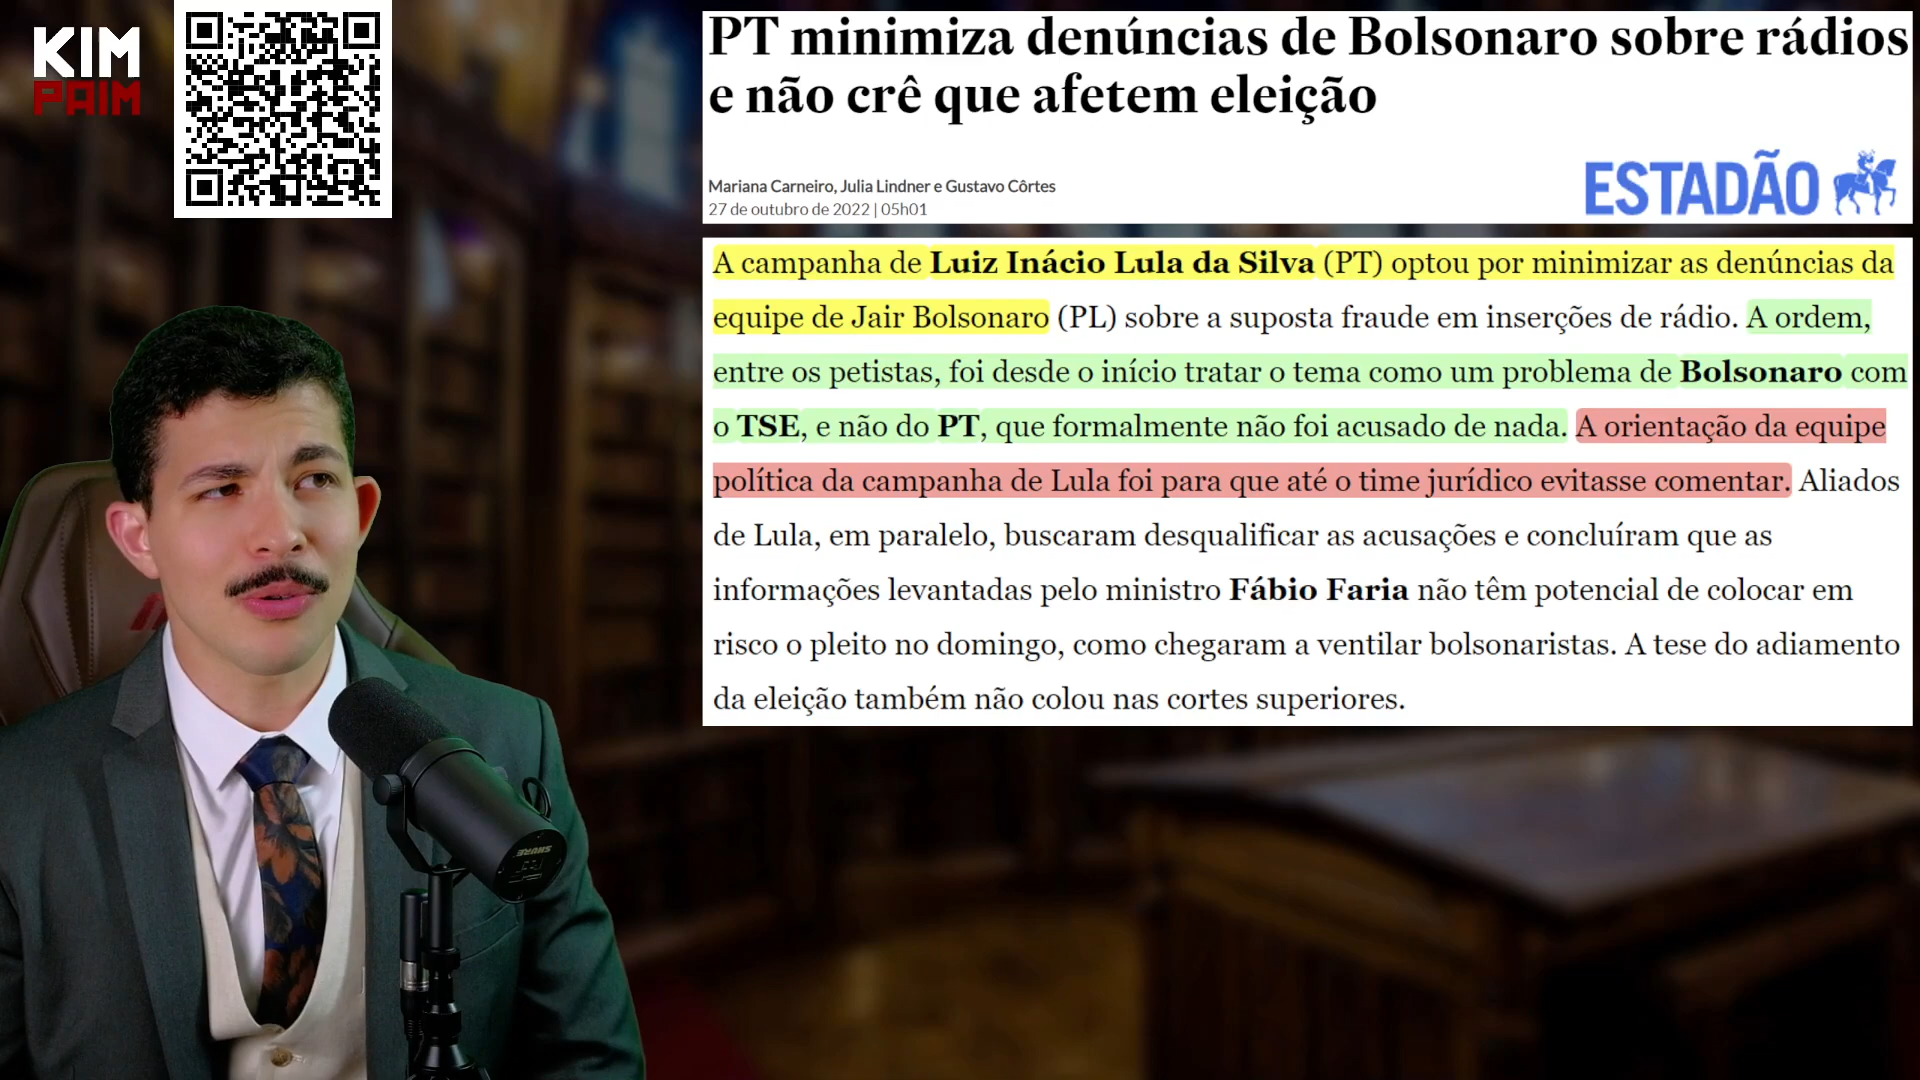 KIM
PAIM
PT minimiza denúncias de Bolsonaro sobre rádios
e não crê que afetem eleição
Mariana Carneiro, Julia Lindner e Gustavo Côrtes
27 de outubro de 2022 | 05h01
ESTADÃO
A campanha de Luiz Inácio Lula da Silva (PT) optou por minimizar as denúncias da
equipe de Jair Bolsonaro (PL) sobre a suposta fraude em inserções de rádio. A ordem,
entre os petistas, foi desde o início tratar o tema como um problema de Bolsonaro com
o TSE, e não do PT, que formalmente não foi acusado de nada. A orientação da equipe
política da campanha de Lula foi para que até o time jurídico evitasse comentar. Aliados
de Lula, em paralelo, buscaram desqualificar as acusações e concluíram que as
informações levantadas pelo ministro Fábio Faria não têm potencial de colocar em
risco o pleito no domingo, como chegaram a ventilar bolsonaristas. A tese do adiamento
da eleição também não colou nas cortes superiores.
SHURE